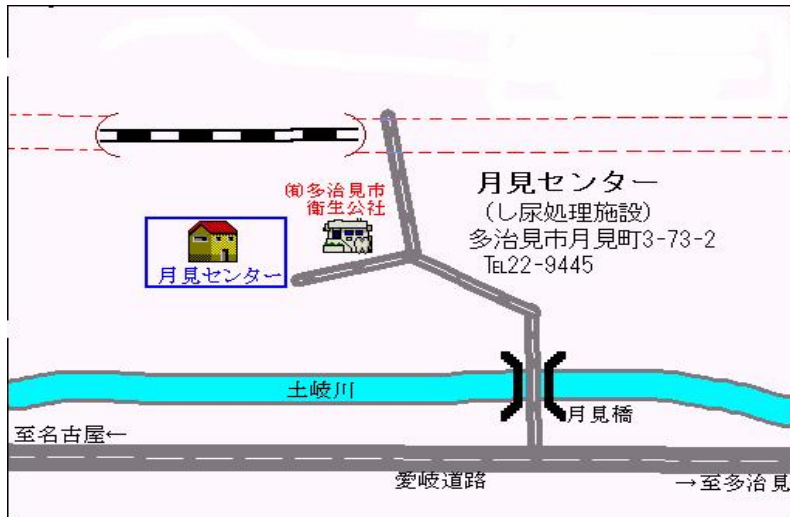 月見センター
(し尿処理施設)
多治見市月見町3-73-2
℡22-9445
㈲多治見市
衛生公社
月見センター
土岐川
月見橋
至名古屋←
愛岐道路
→至多治見